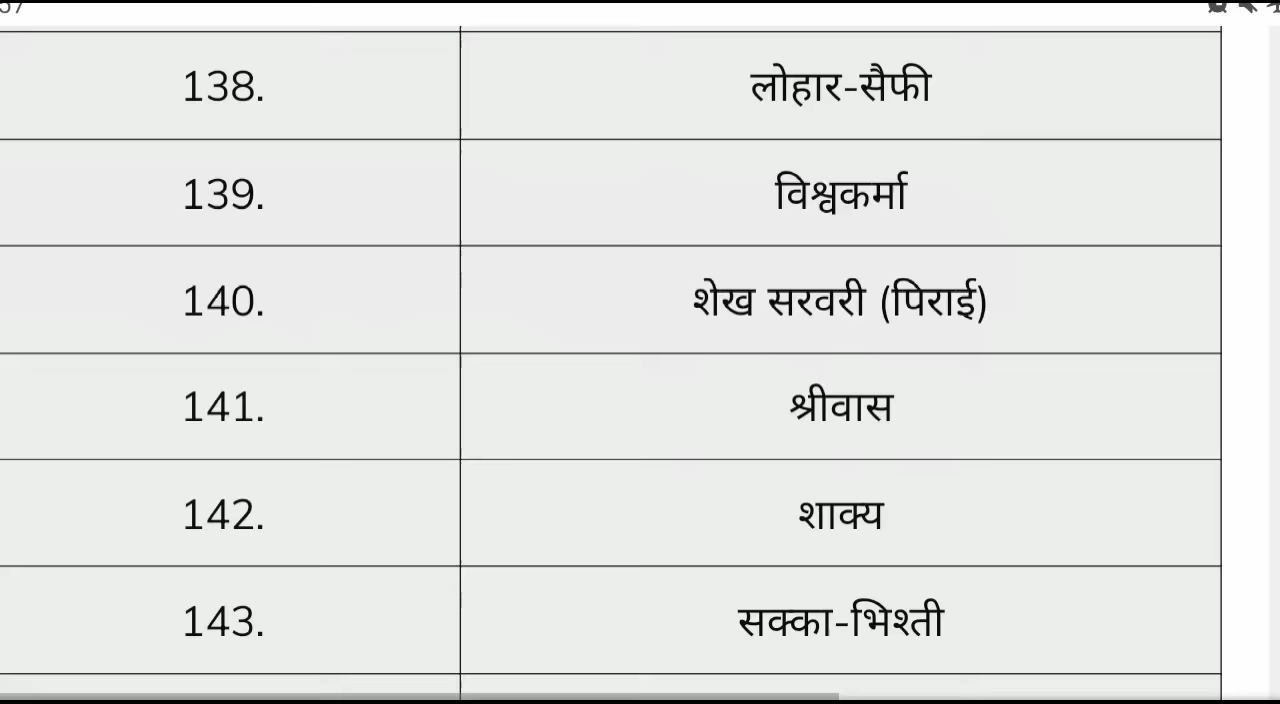 138. लोहार-सैफी
139. विश्वकर्मा
140. शेख सरवरी (पिराई)
141. श्रीवास
142. शाक्य
143. सक्का-भिश्ती